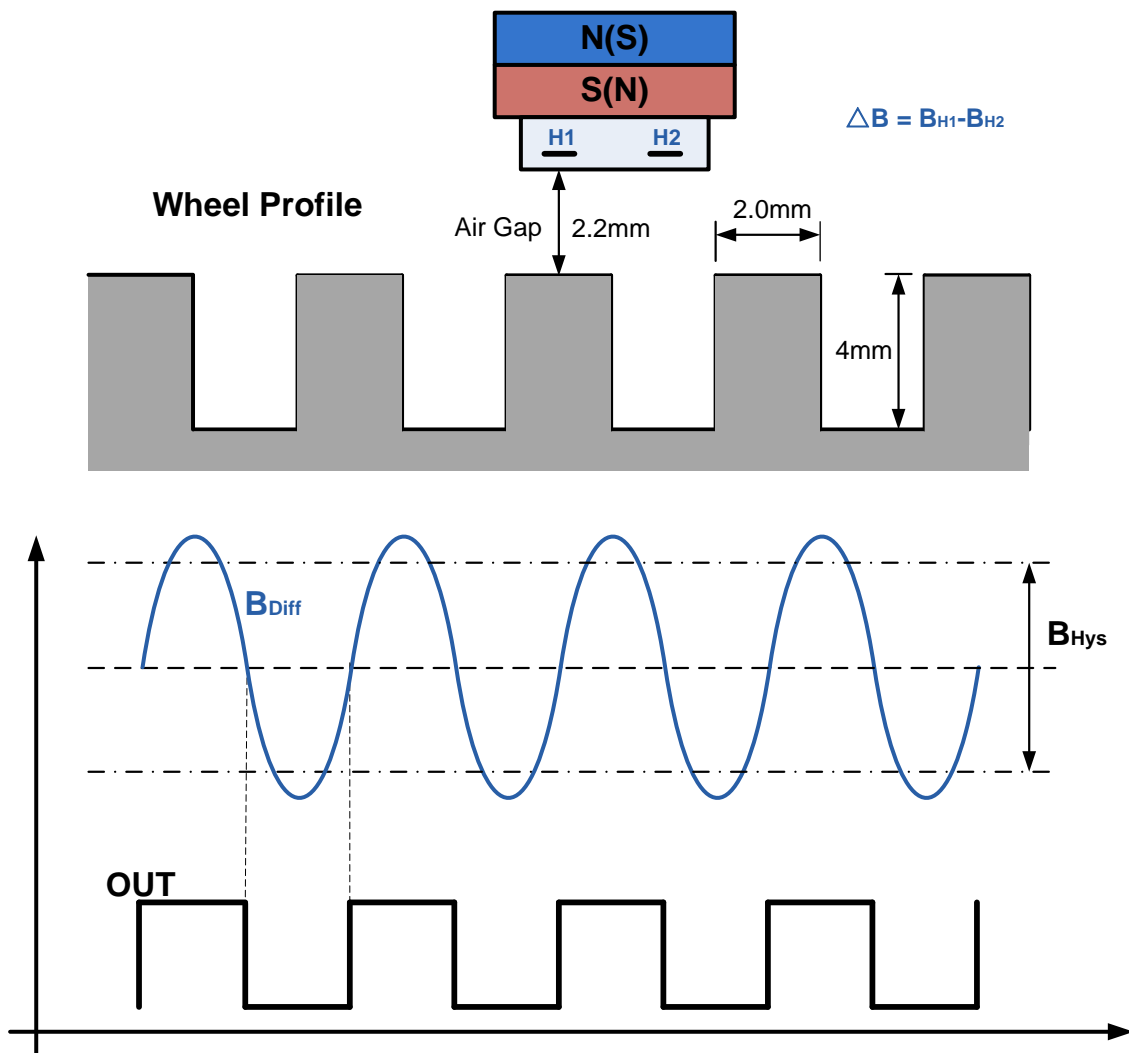 N(S)
S(N)
H1 H2
△B = BH1-BH2
Wheel Profile
Air Gap 2.2mm
2.0mm
4mm
BDiff
BHys
OUT